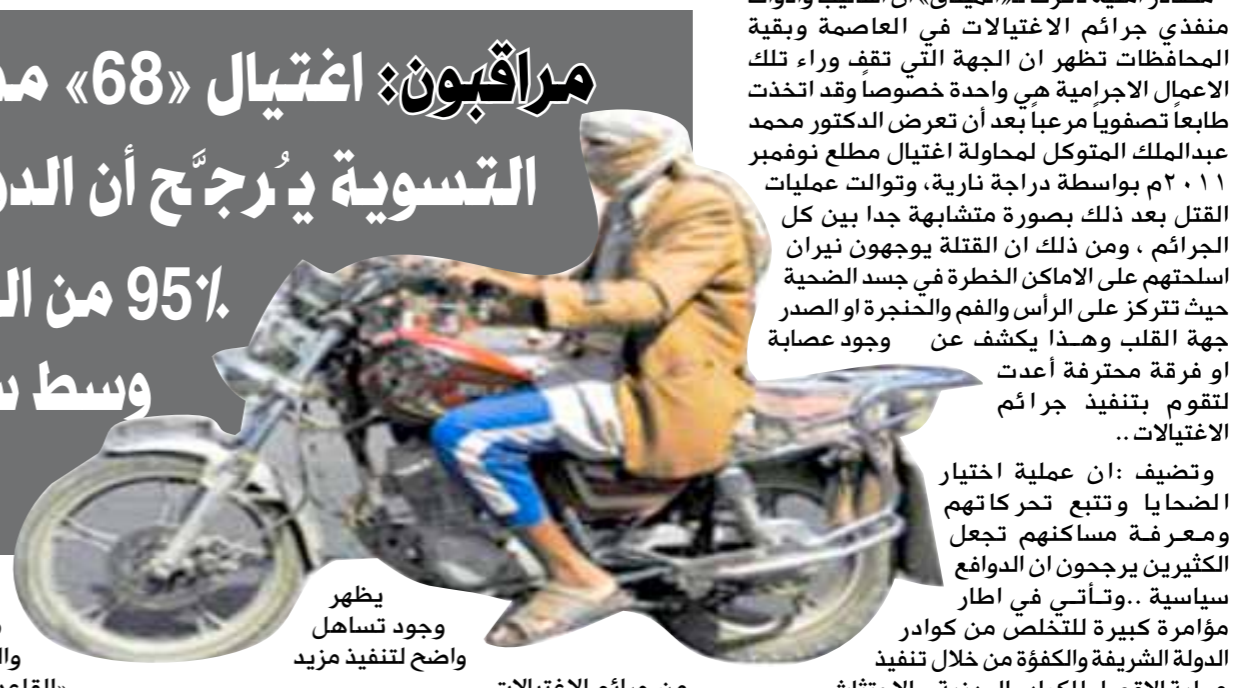 مراقبون: اغتيال «68»
التسوية يُرجَّح أن
95٪ من
وسط
منفذي جرائم الاغتيالات في العاصمة وبقية
المحافظات تظهر ان الجهة التي تقف وراء تلك
الاعمال الاجرامية هي واحدة خصوصاً وقد اتخذت
طابعاً تصفوياً مرعباً بعد أن تعرض الدكتور محمد
عبدالملك المتوكل لمحاولة اغتيال مطلع نوفمبر
٢٠١١م بواسطة دراجة نارية، وتوالت عمليات
القتل بعد ذلك بصورة متشابهة جدا بين كل
الجرائم ، ومن ذلك ان القتلة يوجهون نيران
اسلحتهم على الاماكن الخطرة في جسد الضحية
حيث تتركز على الرأس والفم والحنجرة او الصدر
جهة القلب وهـذا يكشف عن وجود عصابة
او فرقة محترفة أعدت
لتقوم بتنفيذ جرائم
الاغتيالات..
وتضيف :ان عملية اختيار
الضحايا وتتبع تحركاتهم
ومـعـرفـة مساكنهم تجعل
الكثيرين يرجحون ان الدوافع
سياسية ..وتـأتـي في اطار
مؤامرة كبيرة للتخلص من كوادر
الدولة الشريفة والكفؤة من خلال تنفيذ
يظهر
وجود تساهل
واضح لتنفيذ مزيد
من جرائم الاغتيالات